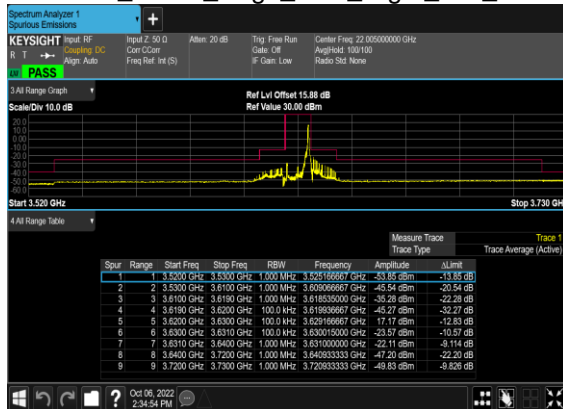 Spectrum Analyzer 1
Spurious Emissions
+
KEYSIGHT Input: RF Input Z: 50 Ω Atten: 20 dB Trig: Free Run Center Freq: 22.005000000 GHz
R T Coupling: DC Corr CCorr Gate: Off Avg|Hold: 100/100
Align: Auto Freq Ref: Int (S) IF Gain: Low Radio Std: None
PASS
3 All Range Graph
Ref Lvl Offset 15.88 dB
Scale/Div 10.0 dB Ref Value 30.00 dBm
20.0
10.0
0.00
-10.0
-20.0
-30.0
-40.0
-50.0
-60.0
Start 3.520 GHz Stop 3.730 GH
4 All Range Table
Measure Trace Trace 1
Trace Type Trace Average (Active)
Spur Range Start Freq Stop Freq RBW Frequency Amplitude ΔLimit
1 1 3.5200 GHz 3.5300 GHz 1.000 MHz 3.525166667 GHz -53.85 dBm -13.85 dB
2 2 3.5300 GHz 3.6100 GHz 1.000 MHz 3.609066667 GHz -45.54 dBm -20.54 dB
3 3 3.6100 GHz 3.6190 GHz 1.000 MHz 3.618535000 GHz -35.28 dBm -22.28 dB
4 4 3.6190 GHz 3.6200 GHz 100.0 kHz 3.619936667 GHz -45.27 dBm -32.27 dB
5 5 3.6200 GHz 3.6300 GHz 100.0 kHz 3.629166667 GHz 17.17 dBm -12.83 dB
6 6 3.6300 GHz 3.6310 GHz 100.0 kHz 3.630015000 GHz -23.57 dBm -10.57 dB
7 7 3.6310 GHz 3.6400 GHz 1.000 MHz 3.631000000 GHz -22.11 dBm -9.114 dB
8 8 3.6400 GHz 3.7200 GHz 1.000 MHz 3.640933333 GHz -47.20 dBm -22.20 dB
9 9 3.7200 GHz 3.7300 GHz 1.000 MHz 3.720933333 GHz -49.83 dBm -9.826 dB
?
Oct 06, 2022
2:34:54 PM